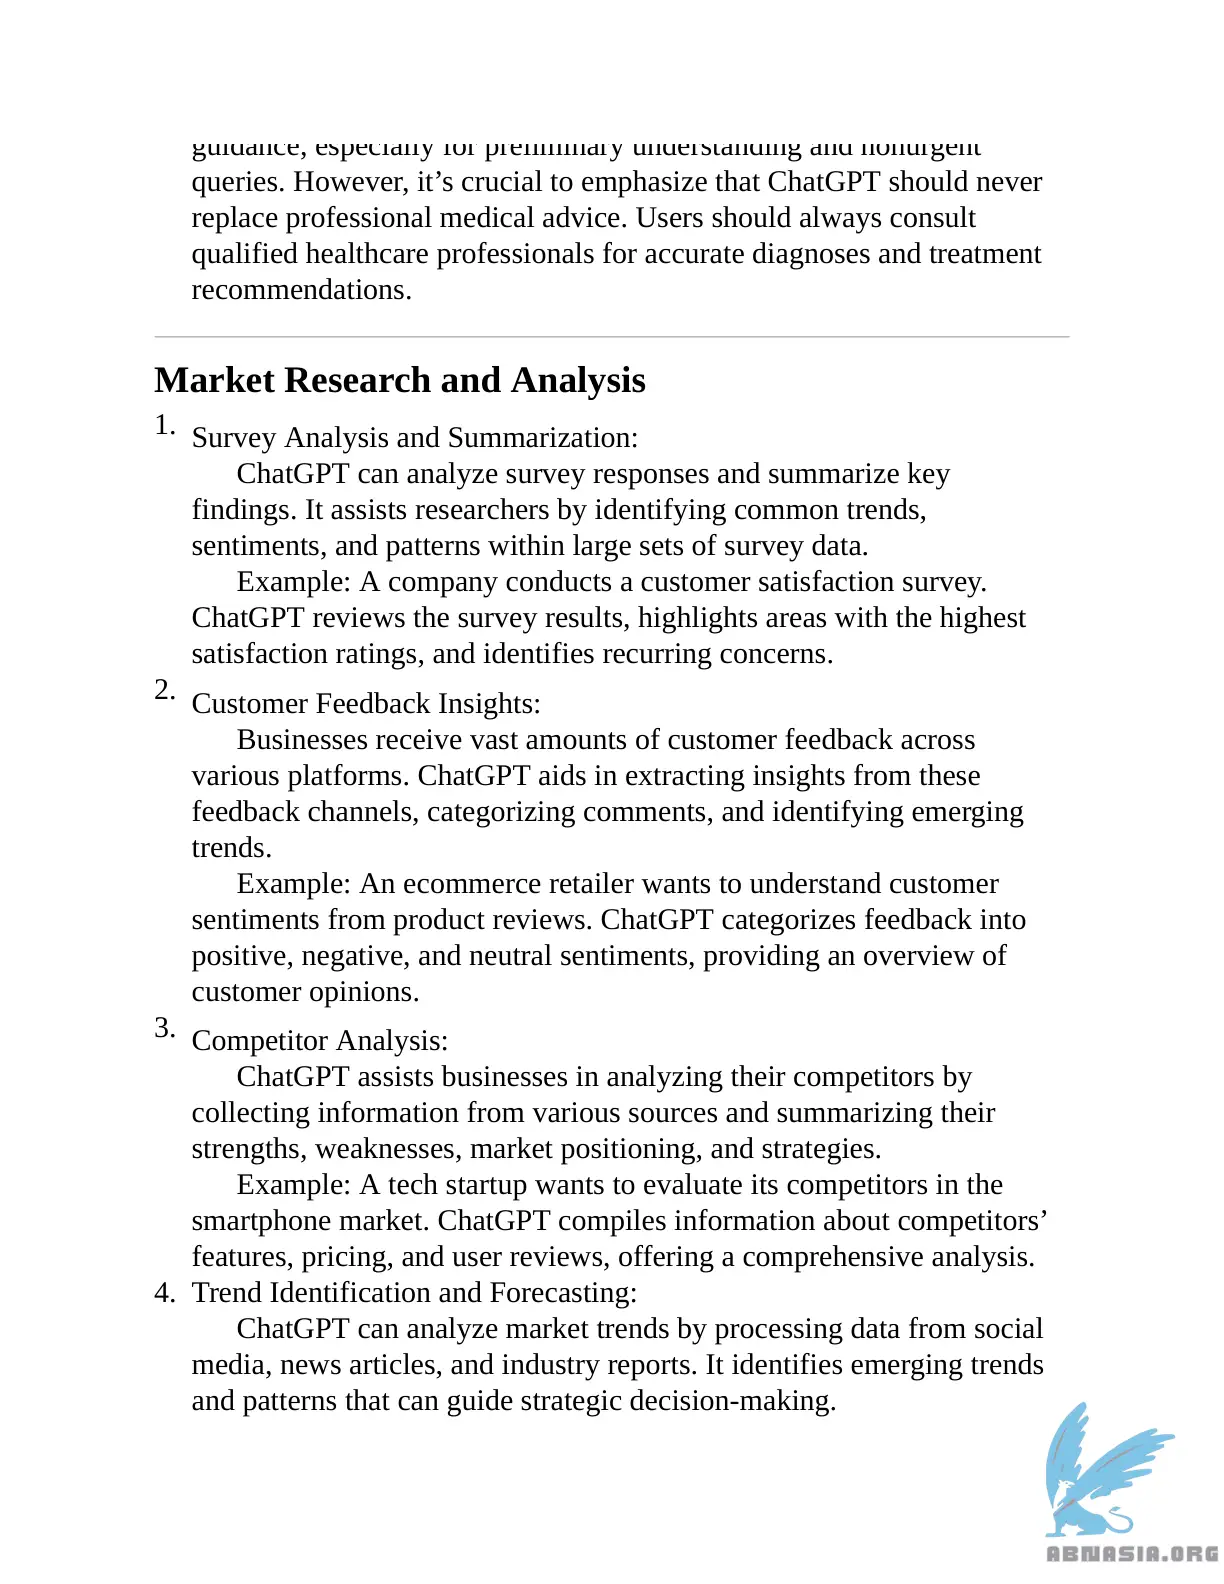 guidance, especially for preliminary understanding and nonurgent
queries. However, it’s crucial to emphasize that ChatGPT should never
replace professional medical advice. Users should always consult
qualified healthcare professionals for accurate diagnoses and treatment
recommendations.
Market Research and Analysis
1. Survey Analysis and Summarization:
ChatGPT can analyze survey responses and summarize key
findings. It assists researchers by identifying common trends,
sentiments, and patterns within large sets of survey data.
Example: A company conducts a customer satisfaction survey.
ChatGPT reviews the survey results, highlights areas with the highest
satisfaction ratings, and identifies recurring concerns.
2. Customer Feedback Insights:
Businesses receive vast amounts of customer feedback across
various platforms. ChatGPT aids in extracting insights from these
feedback channels, categorizing comments, and identifying emerging
trends.
Example: An ecommerce retailer wants to understand customer
sentiments from product reviews. ChatGPT categorizes feedback into
positive, negative, and neutral sentiments, providing an overview of
customer opinions.
3. Competitor Analysis:
ChatGPT assists businesses in analyzing their competitors by
collecting information from various sources and summarizing their
strengths, weaknesses, market positioning, and strategies.
Example: A tech startup wants to evaluate its competitors in the
smartphone market. ChatGPT compiles information about competitors’
features, pricing, and user reviews, offering a comprehensive analysis.
4. Trend Identification and Forecasting:
ChatGPT can analyze market trends by processing data from social
media, news articles, and industry reports. It identifies emerging trends
and patterns that can guide strategic decision-making.
ABNASIA.ORG